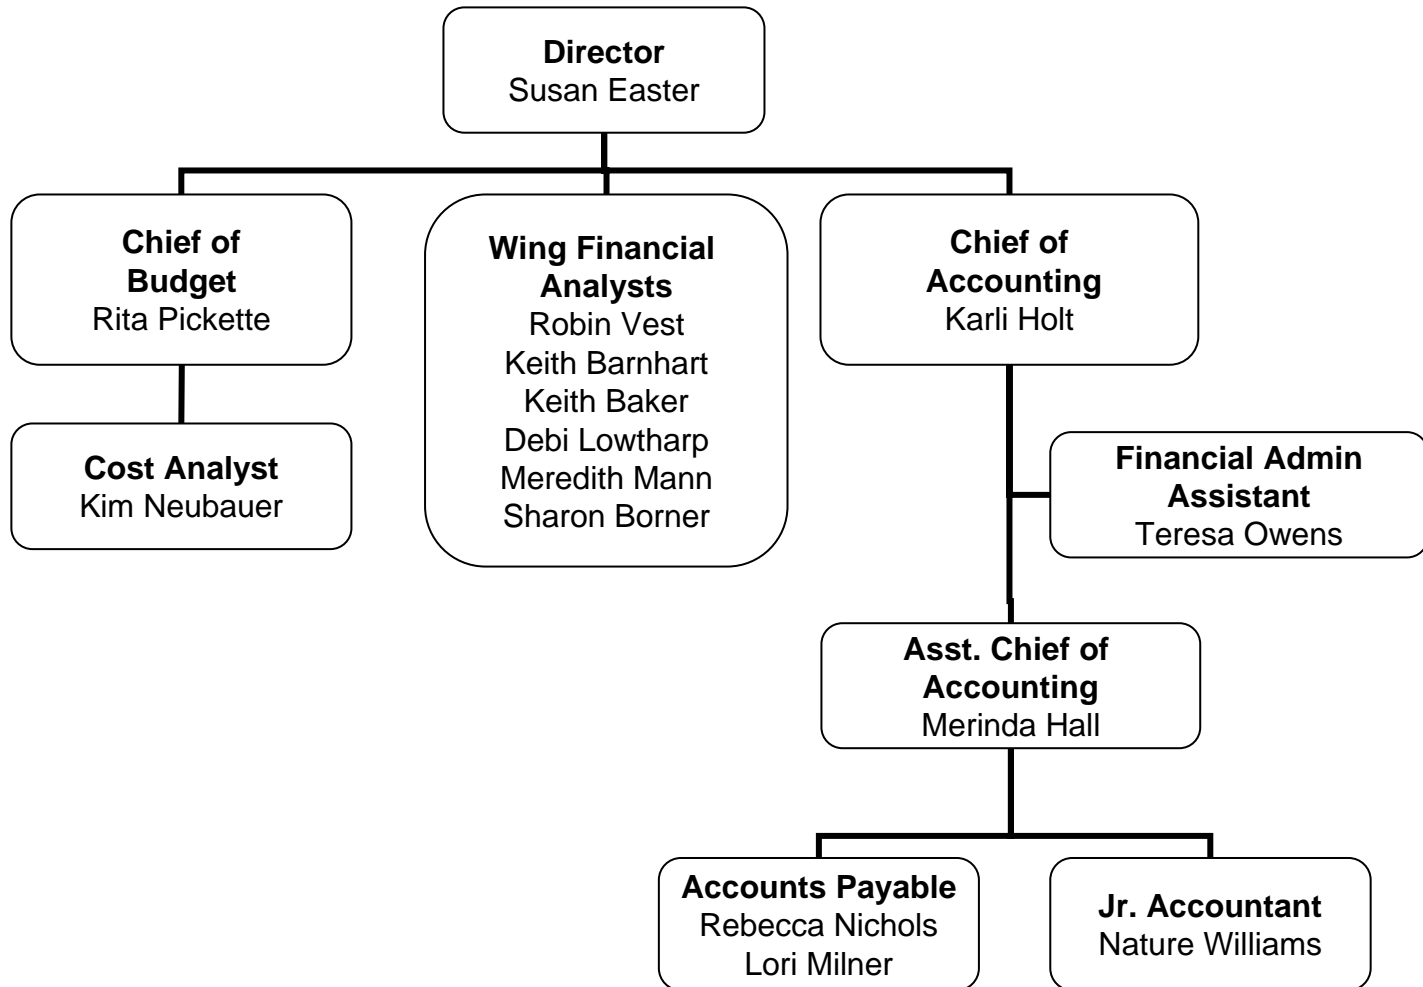 Director
Susan Easter
Chief of
Budget
Rita Pickette
Wing Financial
Analysts
Robin Vest
Keith Barnhart
Keith Baker
Debi Lowtharp
Meredith Mann
Sharon Borner
Chief of
Accounting
Karli Holt
Cost Analyst
Kim Neubauer
Financial Admin
Assistant
Teresa Owens
Asst. Chief of
Accounting
Merinda Hall
Accounts Payable
Rebecca Nichols
Lori Milner
Jr. Accountant
Nature Williams